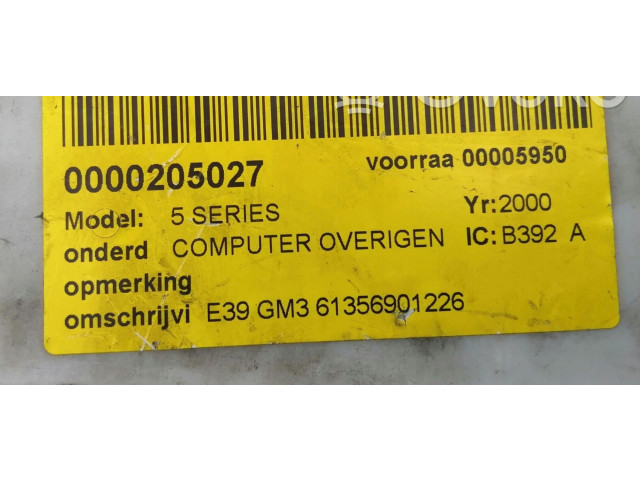 0000205027 voorraa 00005950
Model: 5 SERIES Yr: 2000
onderd COMPUTER OVERIGEN IC: B392 A
opmerking
omschrijvi E39 GM3 61356901226